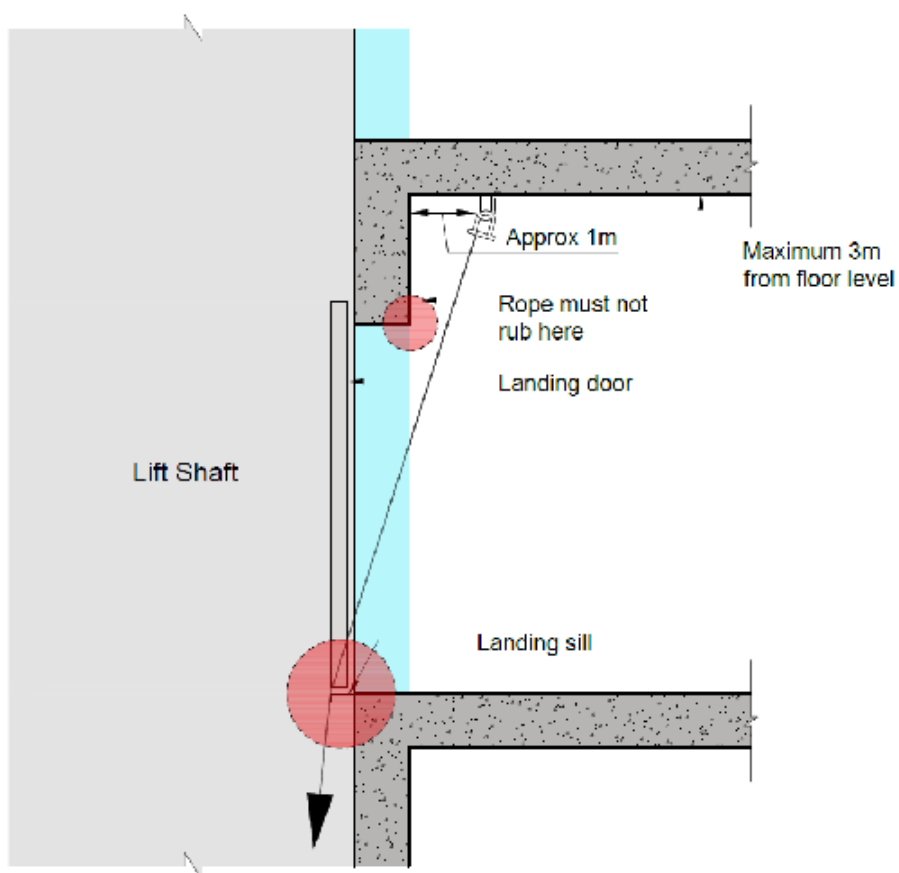 Approx 1m
Maximum 3m
from floor level
Rope must not
rub here
Landing door
Lift Shaft
Landing sill